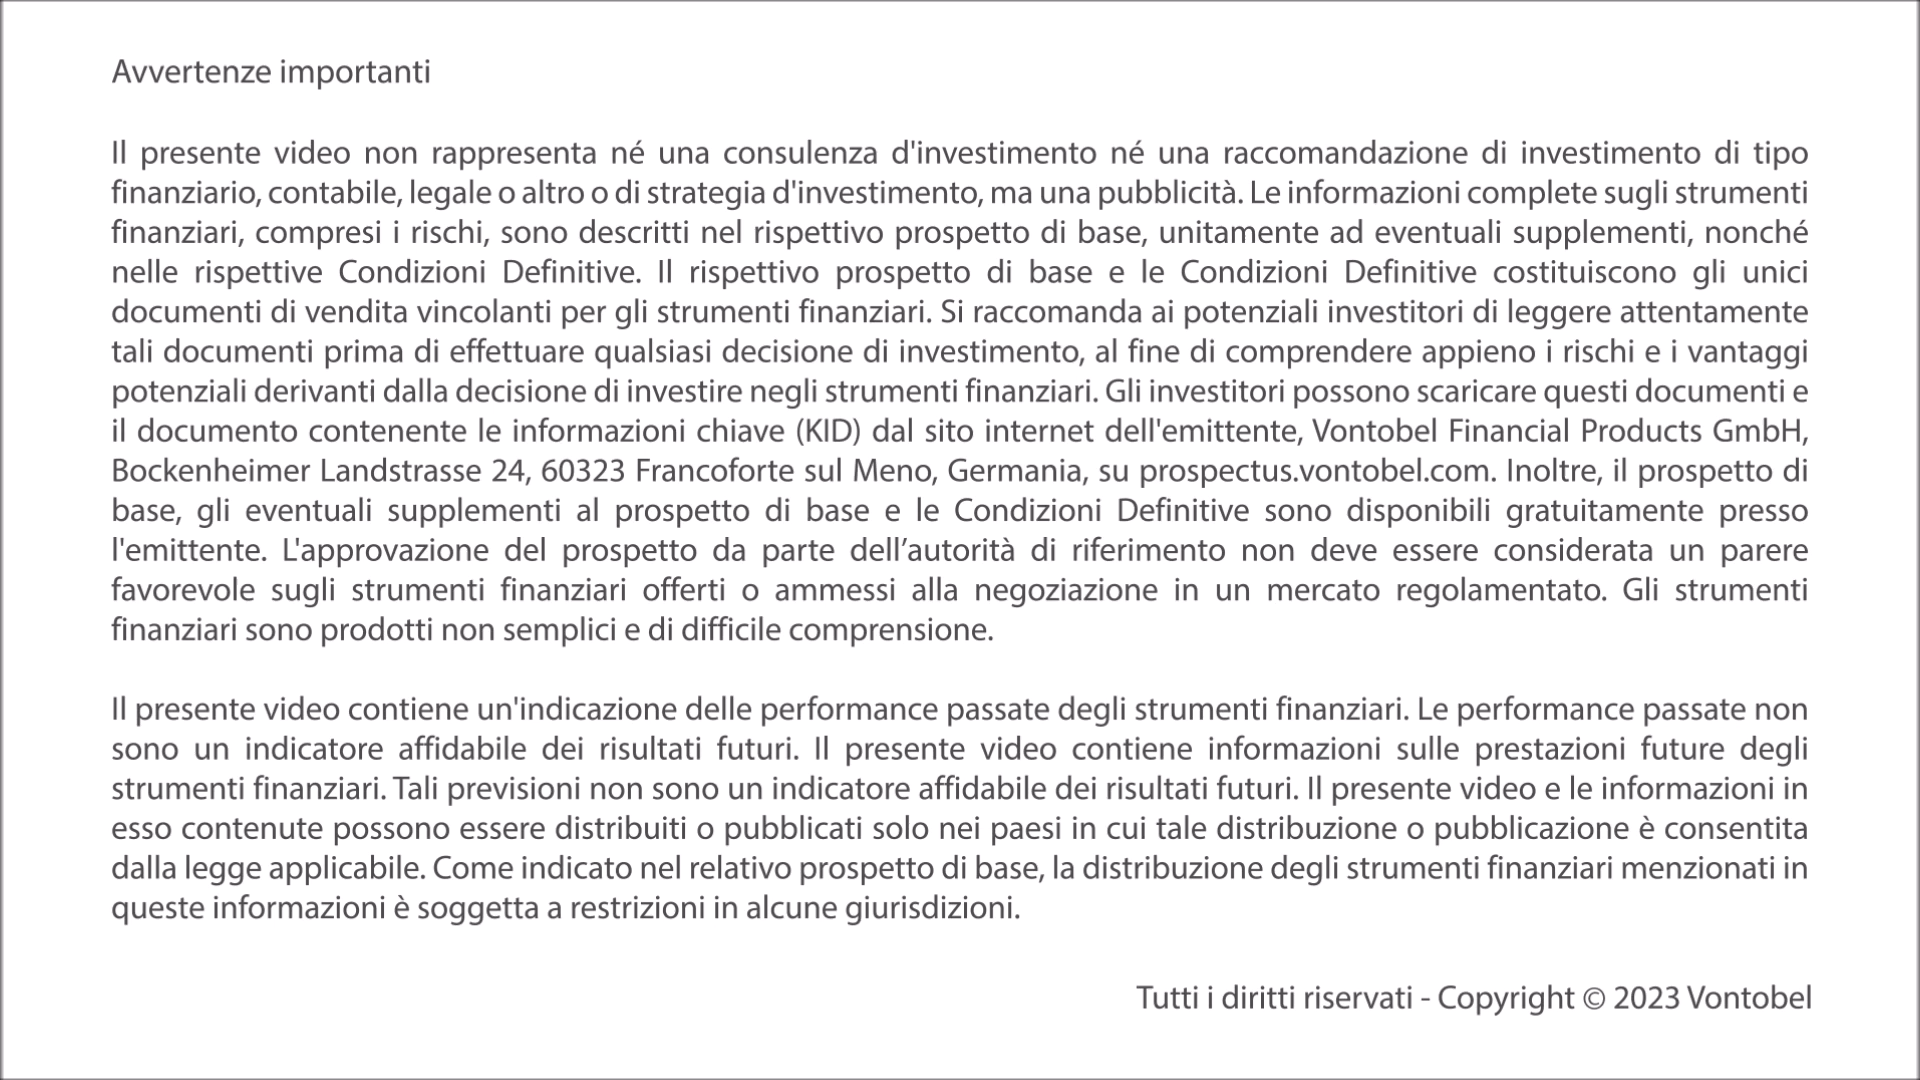 Avvertenze importanti
Il presente video non rappresenta né una consulenza d'investimento né una raccomandazione di investimento di tipo
finanziario, contabile, legale o altro o di strategia d'investimento, ma una pubblicità. Le informazioni complete sugli strumenti
finanziari, compresi i rischi, sono descritti nel rispettivo prospetto di base, unitamente ad eventuali supplementi, nonché
nelle rispettive Condizioni Definitive. Il rispettivo prospetto di base e le Condizioni Definitive costituiscono gli unici
documenti di vendita vincolanti per gli strumenti finanziari. Si raccomanda ai potenziali investitori di leggere attentamente
tali documenti prima di effettuare qualsiasi decisione di investimento, al fine di comprendere appieno i rischi e i vantaggi
potenziali derivanti dalla decisione di investire negli strumenti finanziari. Gli investitori possono scaricare questi documenti e
il documento contenente le informazioni chiave (KID) dal sito internet dell'emittente, Vontobel Financial Products GmbH,
Bockenheimer Landstrasse 24, 60323 Francoforte sul Meno, Germania, su prospectus.vontobel.com. Inoltre, il prospetto di
base, gli eventuali supplementi al prospetto di base e le Condizioni Definitive sono disponibili gratuitamente presso
l'emittente. L'approvazione del prospetto da parte dell’autorità di riferimento non deve essere considerata un parere
favorevole sugli strumenti finanziari offerti o ammessi alla negoziazione in un mercato regolamentato. Gli strumenti
finanziari sono prodotti non semplici e di difficile comprensione.
Il presente video contiene un'indicazione delle performance passate degli strumenti finanziari. Le performance passate non
sono un indicatore affidabile dei risultati futuri. Il presente video contiene informazioni sulle prestazioni future degli
strumenti finanziari. Tali previsioni non sono un indicatore affidabile dei risultati futuri. Il presente video e le informazioni in
esso contenute possono essere distribuiti o pubblicati solo nei paesi in cui tale distribuzione o pubblicazione è consentita
dalla legge applicabile. Come indicato nel relativo prospetto di base, la distribuzione degli strumenti finanziari menzionati in
queste informazioni è soggetta a restrizioni in alcune giurisdizioni.
Tutti i diritti riservati - Copyright © 2023 Vontobel